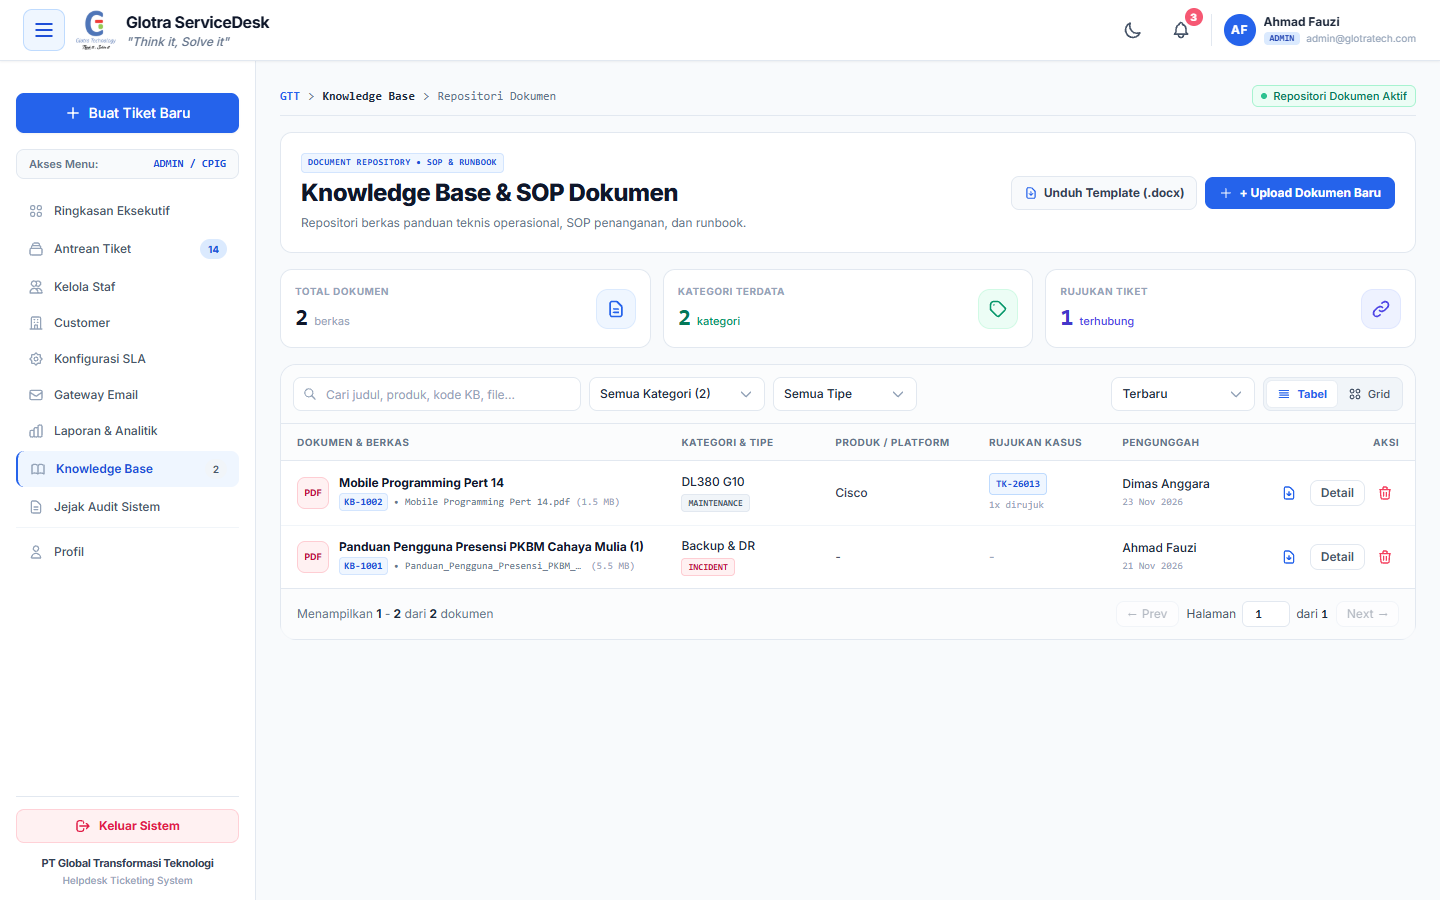 Glotra ServiceDesk
"Think it, Solve it"
Glotra Technology
3
AF
Ahmad Fauzi
ADMIN admin@glotratech.com
+ Buat Tiket Baru
Akses Menu: ADMIN / CPIG
Ringkasan Eksekutif
Antrean Tiket 14
Kelola Staf
Customer
Konfigurasi SLA
Gateway Email
Laporan & Analitik
Knowledge Base 2
Jejak Audit Sistem
Profil
Keluar Sistem
PT Global Transformasi Teknologi
Helpdesk Ticketing System
GTT > Knowledge Base > Repositori Dokumen
Repositori Dokumen Aktif
DOCUMENT REPOSITORY • SOP & RUNBOOK
Knowledge Base & SOP Dokumen
Repositori berkas panduan teknis operasional, SOP penanganan, dan runbook.
Unduh Template (.docx)
+ + Upload Dokumen Baru
TOTAL DOKUMEN
2 berkas
KATEGORI TERDATA
2 kategori
RUJUKAN TIKET
1 terhubung
Cari judul, produk, kode KB, file...
Semua Kategori (2)
Semua Tipe
Terbaru
Tabel
Grid
DOKUMEN & BERKAS KATEGORI & TIPE PRODUK / PLATFORM RUJUKAN KASUS PENGUNGGAH AKSI
PDF
Mobile Programming Pert 14
KB-1002 • Mobile Programming Pert 14.pdf (1.5 MB)
DL380 G10
MAINTENANCE
Cisco
TK-26013
1x dirujuk
Dimas Anggara
23 Nov 2026
Detail
PDF
Panduan Pengguna Presensi PKBM Cahaya Mulia (1)
KB-1001 • Panduan_Pengguna_Presensi_PKBM_… (5.5 MB)
Backup & DR
INCIDENT
-
-
Ahmad Fauzi
21 Nov 2026
Detail
Menampilkan 1 - 2 dari 2 dokumen
← Prev Halaman 1 dari 1 Next →